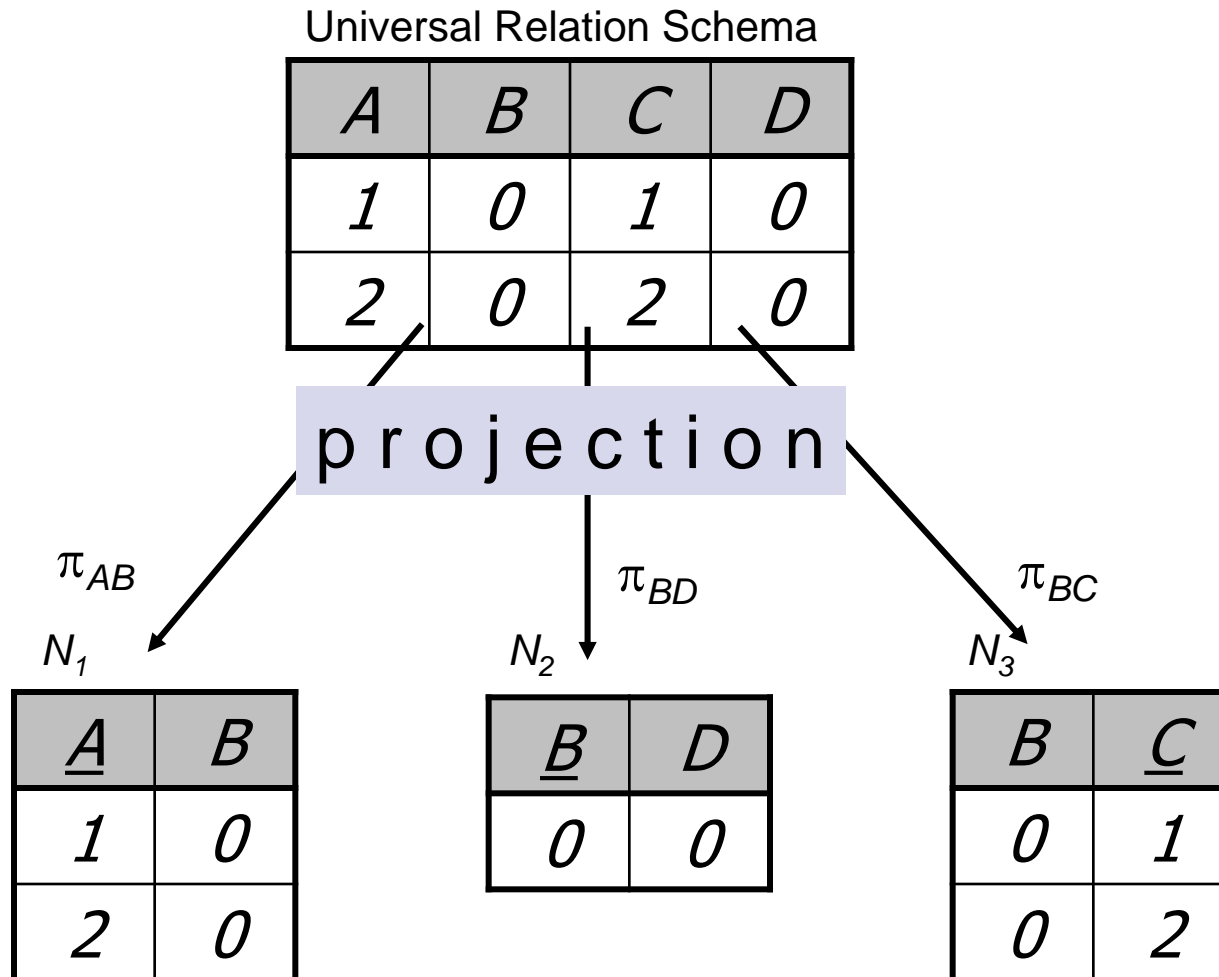 Universal Relation Schema
A B C D
1 0 1 0
2 0 2 0
projection
πAB πBD πBC
N1 N2 N3
A B B D B C
1 0 0 0 0 1
2 0 0 2